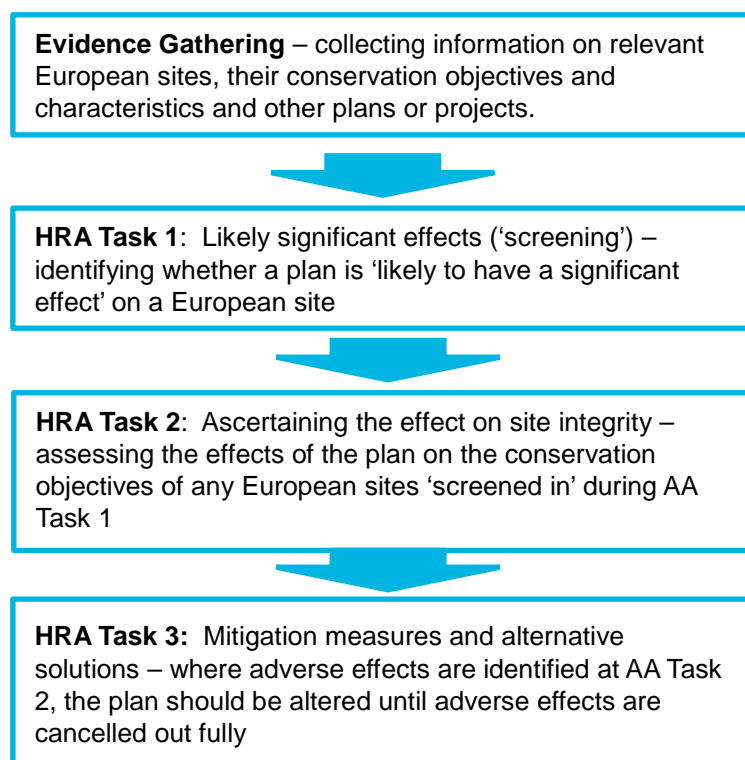 Evidence Gathering – collecting information on relevant
European sites, their conservation objectives and
characteristics and other plans or projects.
HRA Task 1:  Likely significant effects (‘screening’) –
identifying whether a plan is ‘likely to have a significant
effect’ on a European site
HRA Task 2:  Ascertaining the effect on site integrity –
assessing the effects of the plan on the conservation
objectives of any European sites ‘screened in’ during AA
Task 1
HRA Task 3:  Mitigation measures and alternative
solutions – where adverse effects are identified at AA Task
2, the plan should be altered until adverse effects are
cancelled out fully